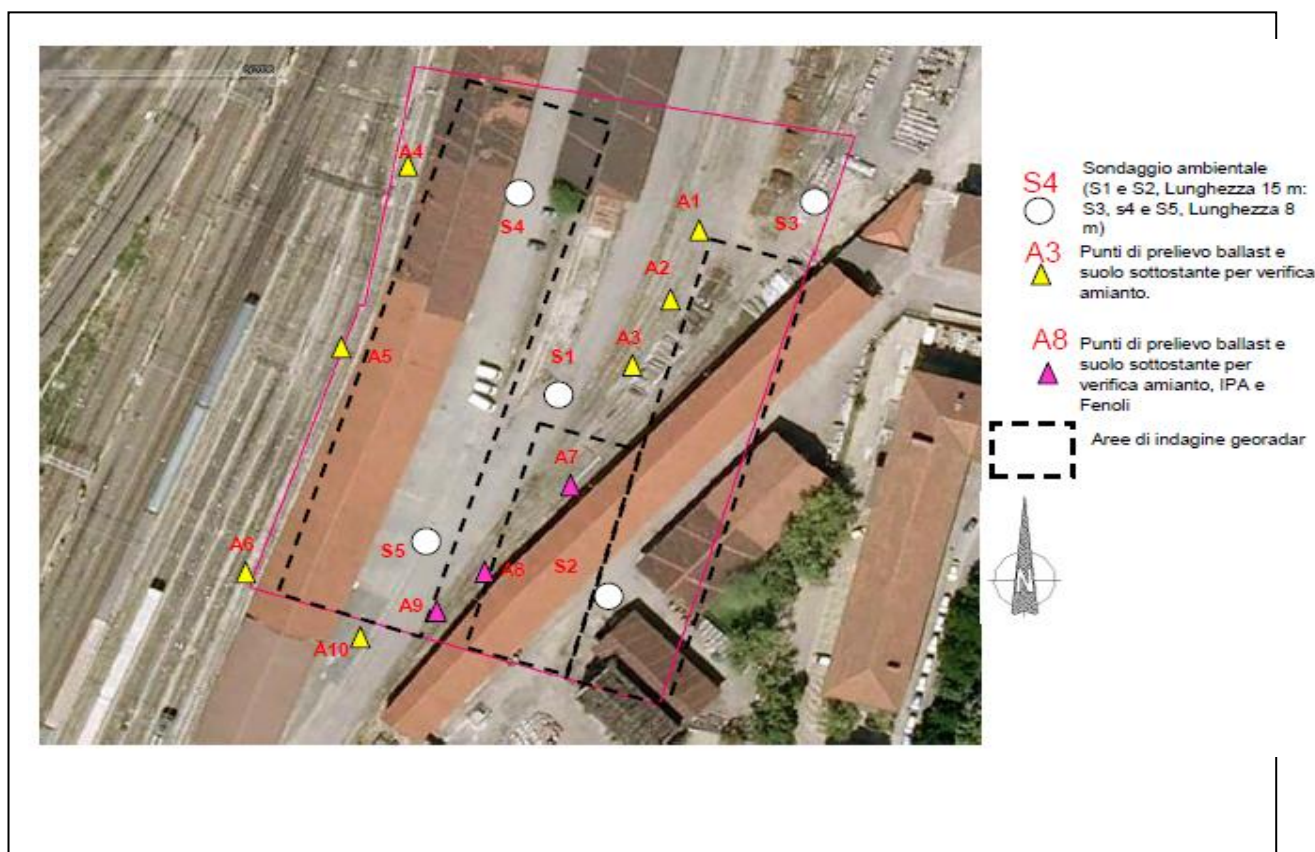 A4
S4
A1
S3
A2
A3
A5
S1
A7
S5
A6
A8
S2
A9
A10
S4
Sondaggio ambientale
(S1 e S2, Lunghezza 15 m:
S3, s4 e S5, Lunghezza 8
m)
A3
Punti di prelievo ballast e
suolo sottostante per verifica
amianto.
A8
Punti di prelievo ballast e
suolo sottostante per
verifica amianto, IPA e
Fenoli
Aree di indagine georadar
N